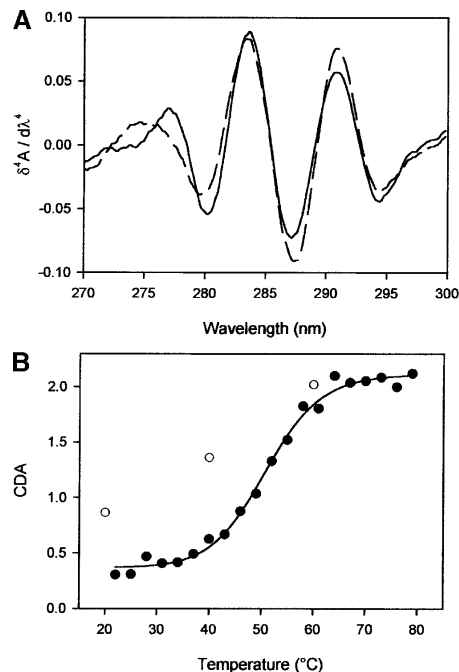 A
0.10
0.05
0.00
-0.05
-0.10
δ⁴A / dλ⁴
270 275 280 285 290 295 300
Wavelength (nm)
B
2.0
1.5
1.0
0.5
0.0
CDA
20 30 40 50 60 70 80
Temperature (°C)